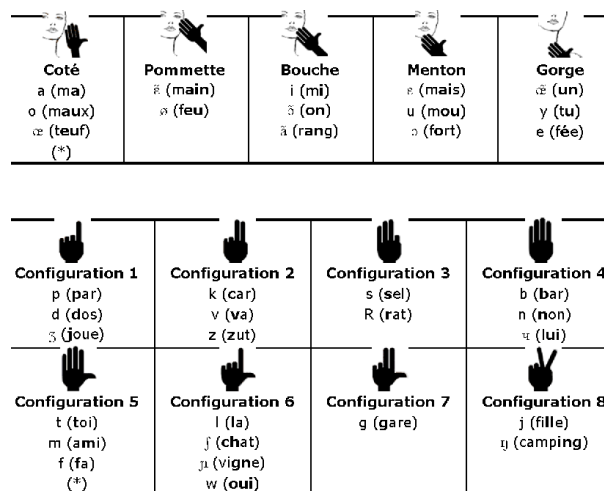 Coté Pommette Bouche Menton Gorge
a (ma) ɛ̃ (main) i (mi) ɛ (mais) œ̃ (un)
o (maux) ø (feu) ɔ̃ (on) u (mou) y (tu)
œ (teuf) ɑ̃ (rang) ɔ (fort) e (fée)
(*)
Configuration 1 Configuration 2 Configuration 3 Configuration 4
p (par) k (car) s (sel) b (bar)
d (dos) v (va) R (rat) n (non)
ʒ (joue) z (zut) ɥ (lui)
Configuration 5 Configuration 6 Configuration 7 Configuration 8
t (toi) l (la) g (gare) j (fille)
m (ami) ʃ (chat) ŋ (camping)
f (fa) ɲ (vigne)
(*) w (oui)